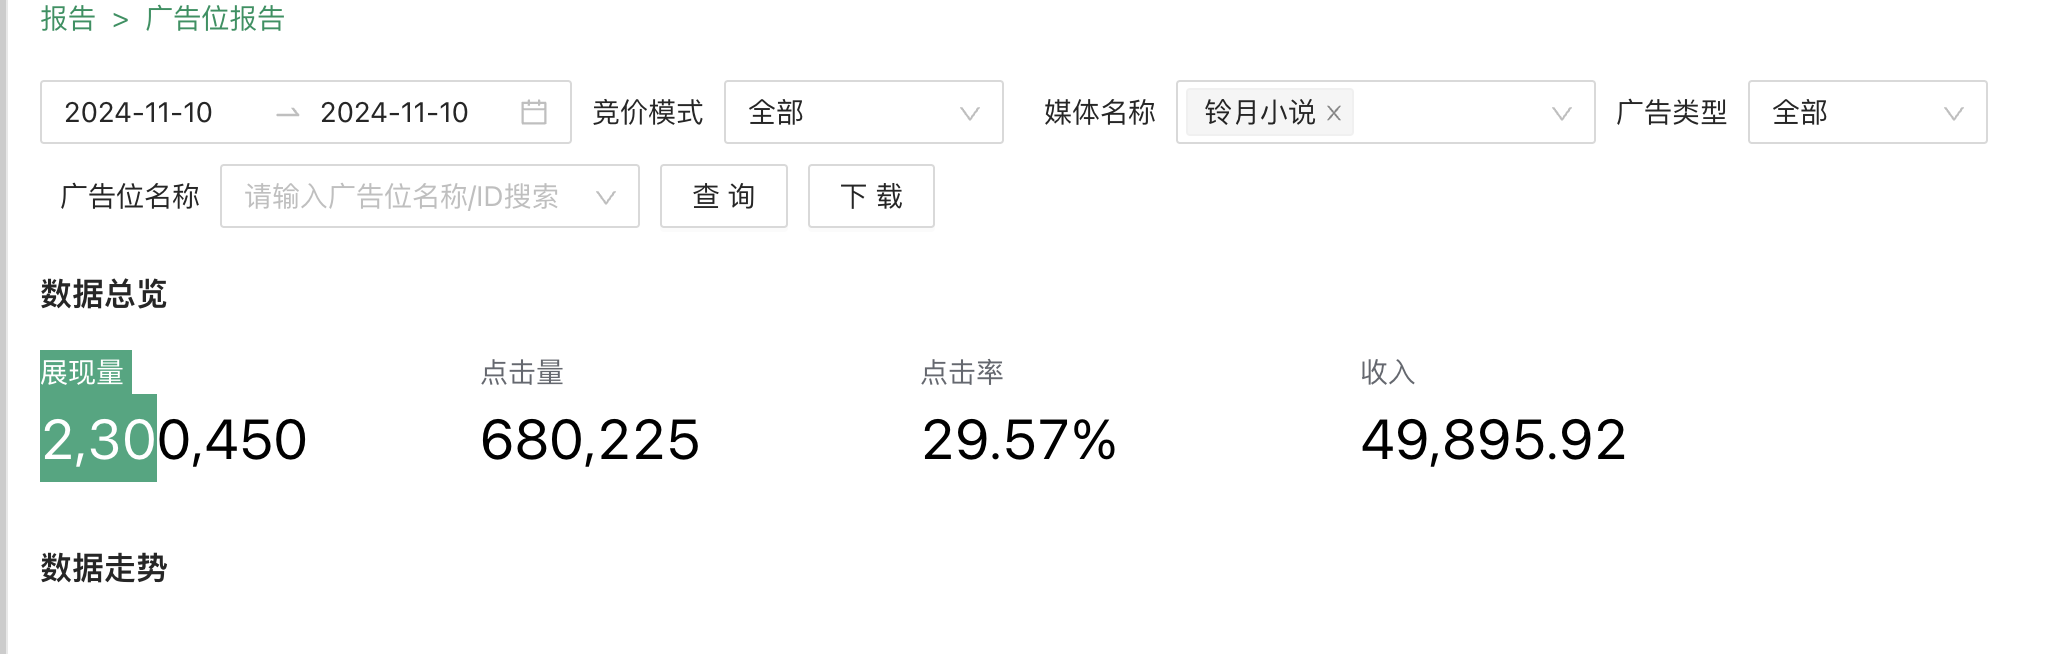 报告 > 广告位报告
2024-11-10 → 2024-11-10 竞价模式 全部 媒体名称 铃月小说 × 广告类型 全部
广告位名称 请输入广告位名称/ID搜索 查 询 下 载
数据总览
展现量 点击量 点击率 收入
2,300,450 680,225 29.57% 49,895.92
数据走势